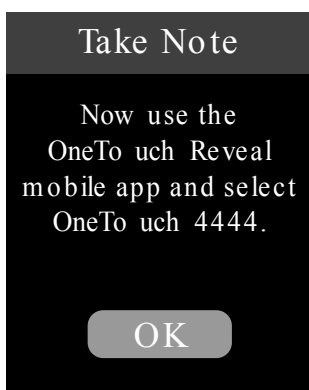 Take Note
Now use the
OneTouch Reveal
mobile app and select
OneTouch 4444.
OK